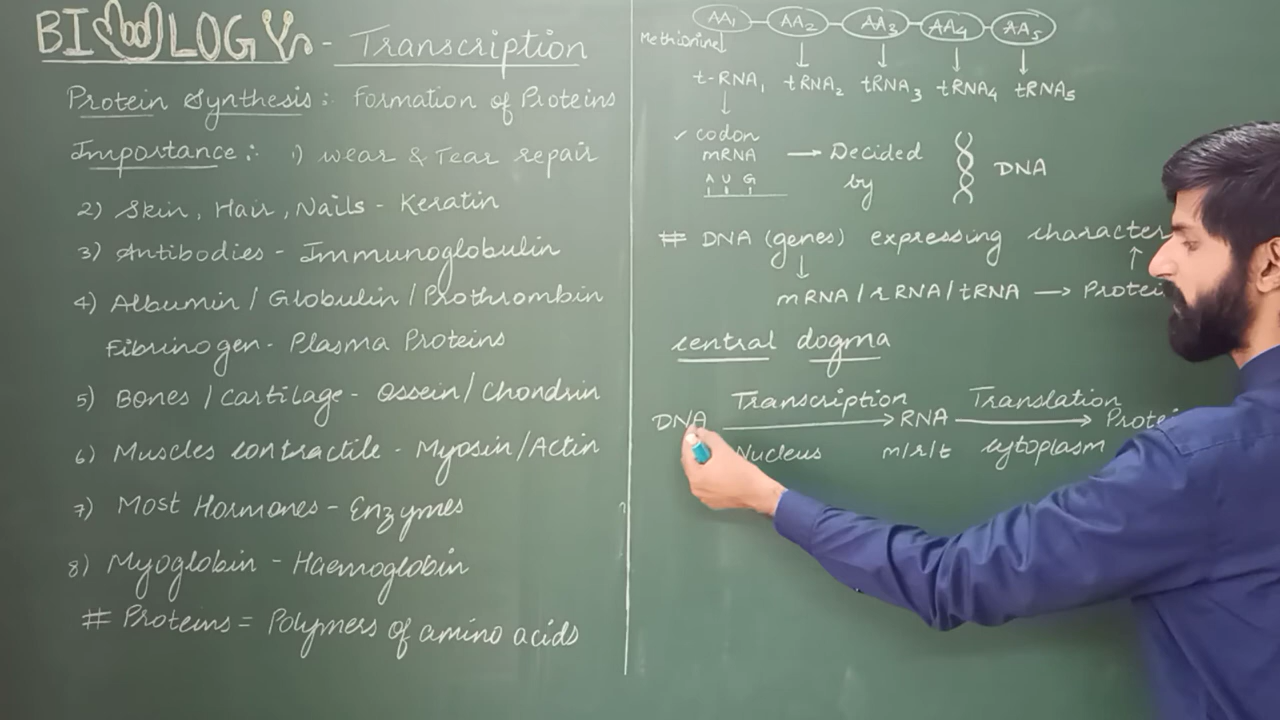 BIOLOGY - Transcription
Protein Synthesis : Formation of Proteins
Importance : 1) Wear & Tear repair
2) Skin, Hair, Nails - Keratin
3) Antibodies - Immunoglobulin
4) Albumin / Globulin / Prothrombin
Fibrinogen - Plasma Proteins
5) Bones / Cartilage - Ossein / Chondrin
6) Muscles contractile - Myosin / Actin
7) Most Hormones - Enzymes
8) Myoglobin - Haemoglobin
# Proteins = Polymers of amino acids
AA1 AA2 AA3 AA4 AA5
Methionine
t-RNA1 tRNA2 tRNA3 tRNA4 tRNA5
✓ codon
mRNA → Decided by DNA
A U G
# DNA (genes) expressing character
↓ ↑
mRNA / rRNA / tRNA → Protei
central dogma
Transcription Translation
DNA → RNA → Protei
Nucleus m/r/t cytoplasm